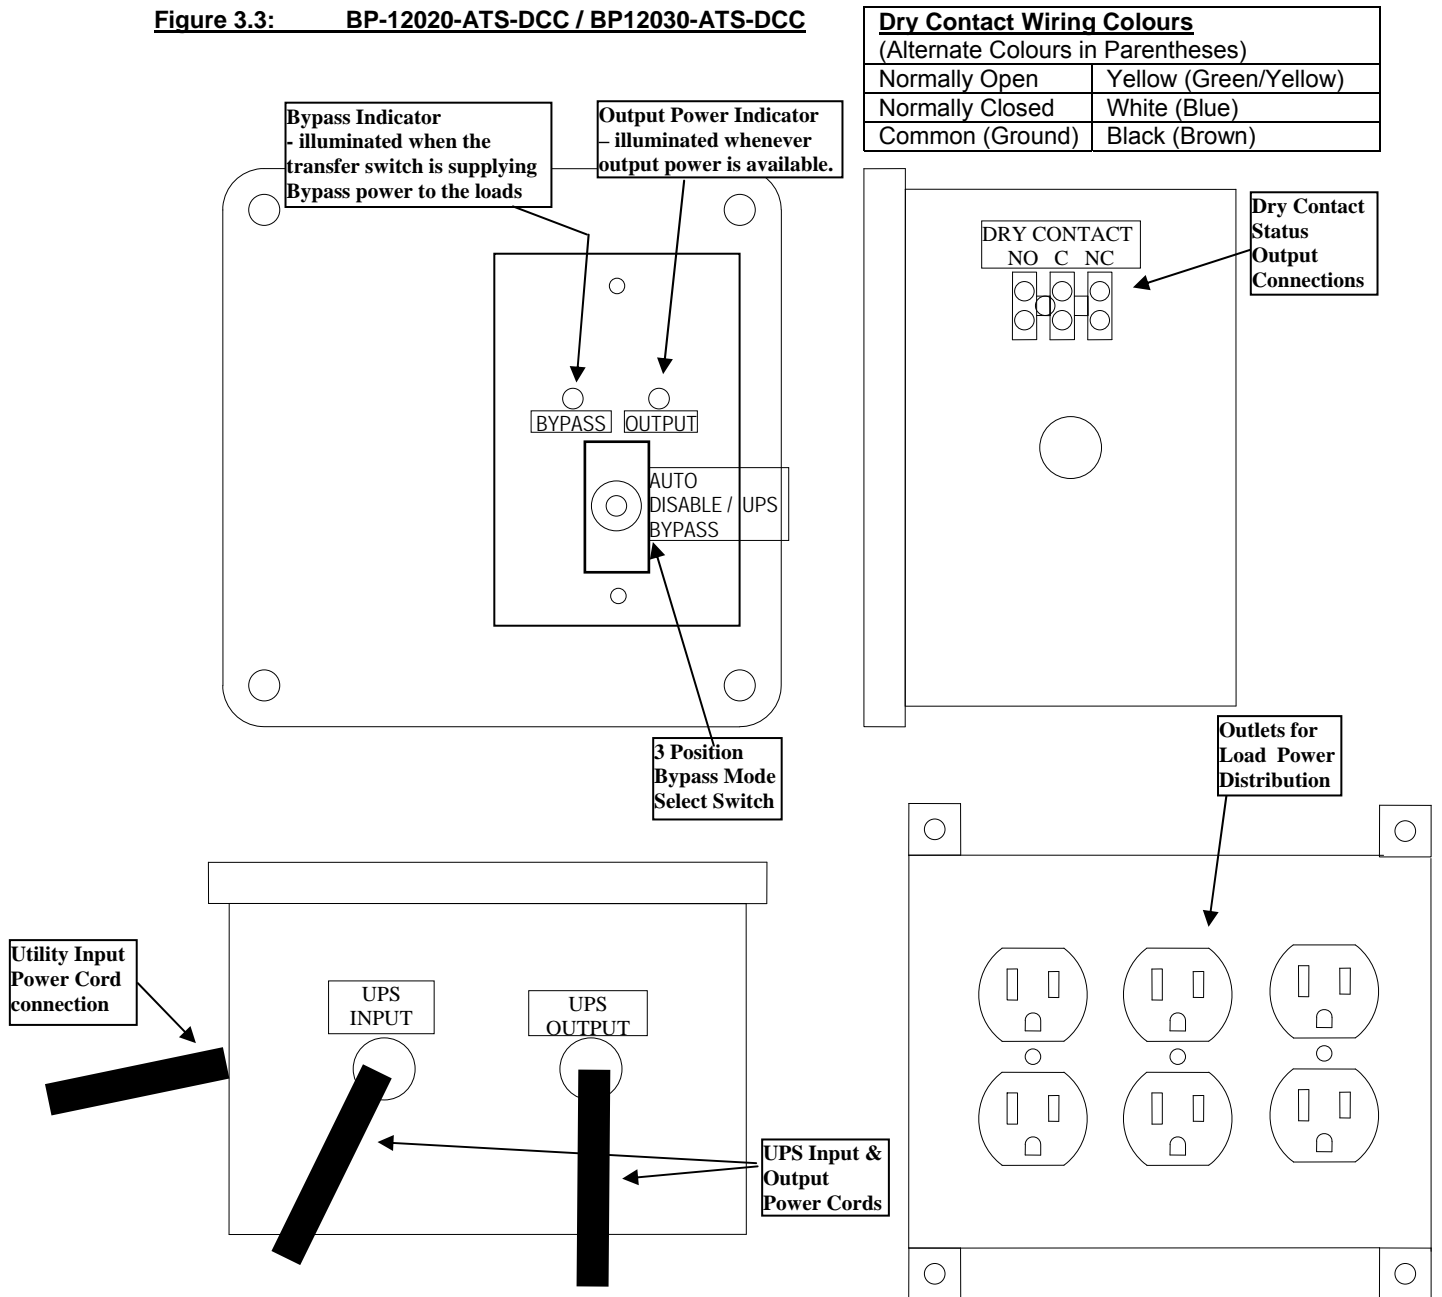 Figure 3.3: BP-12020-ATS-DCC / BP12030-ATS-DCC
Dry Contact Wiring Colours
(Alternate Colours in Parentheses)
Normally Open Yellow (Green/Yellow)
Normally Closed White (Blue)
Common (Ground) Black (Brown)
Bypass Indicator
- illuminated when the
transfer switch is supplying
Bypass power to the loads
Output Power Indicator
– illuminated whenever
output power is available.
DRY CONTACT
NO C NC
Dry Contact
Status
Output
Connections
BYPASS OUTPUT
AUTO
DISABLE / UPS
BYPASS
3 Position
Bypass Mode
Select Switch
Outlets for
Load Power
Distribution
Utility Input
Power Cord
connection
UPS
INPUT
UPS
OUTPUT
UPS Input &
Output
Power Cords